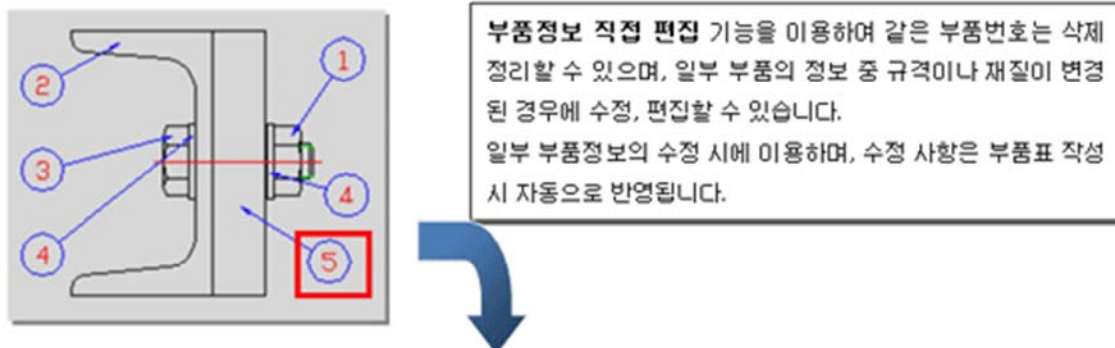 1
2
3
4
4
5
부품정보 직접 편집 기능을 이용하여 같은 부품번호는 삭제
정리할 수 있으며, 일부 부품의 정보 중 규격이나 재질이 변경
된 경우에 수정, 편집할 수 있습니다.
일부 부품정보의 수정 시에 이용하며, 수정 사항은 부품표 작성
시 자동으로 반영됩니다.